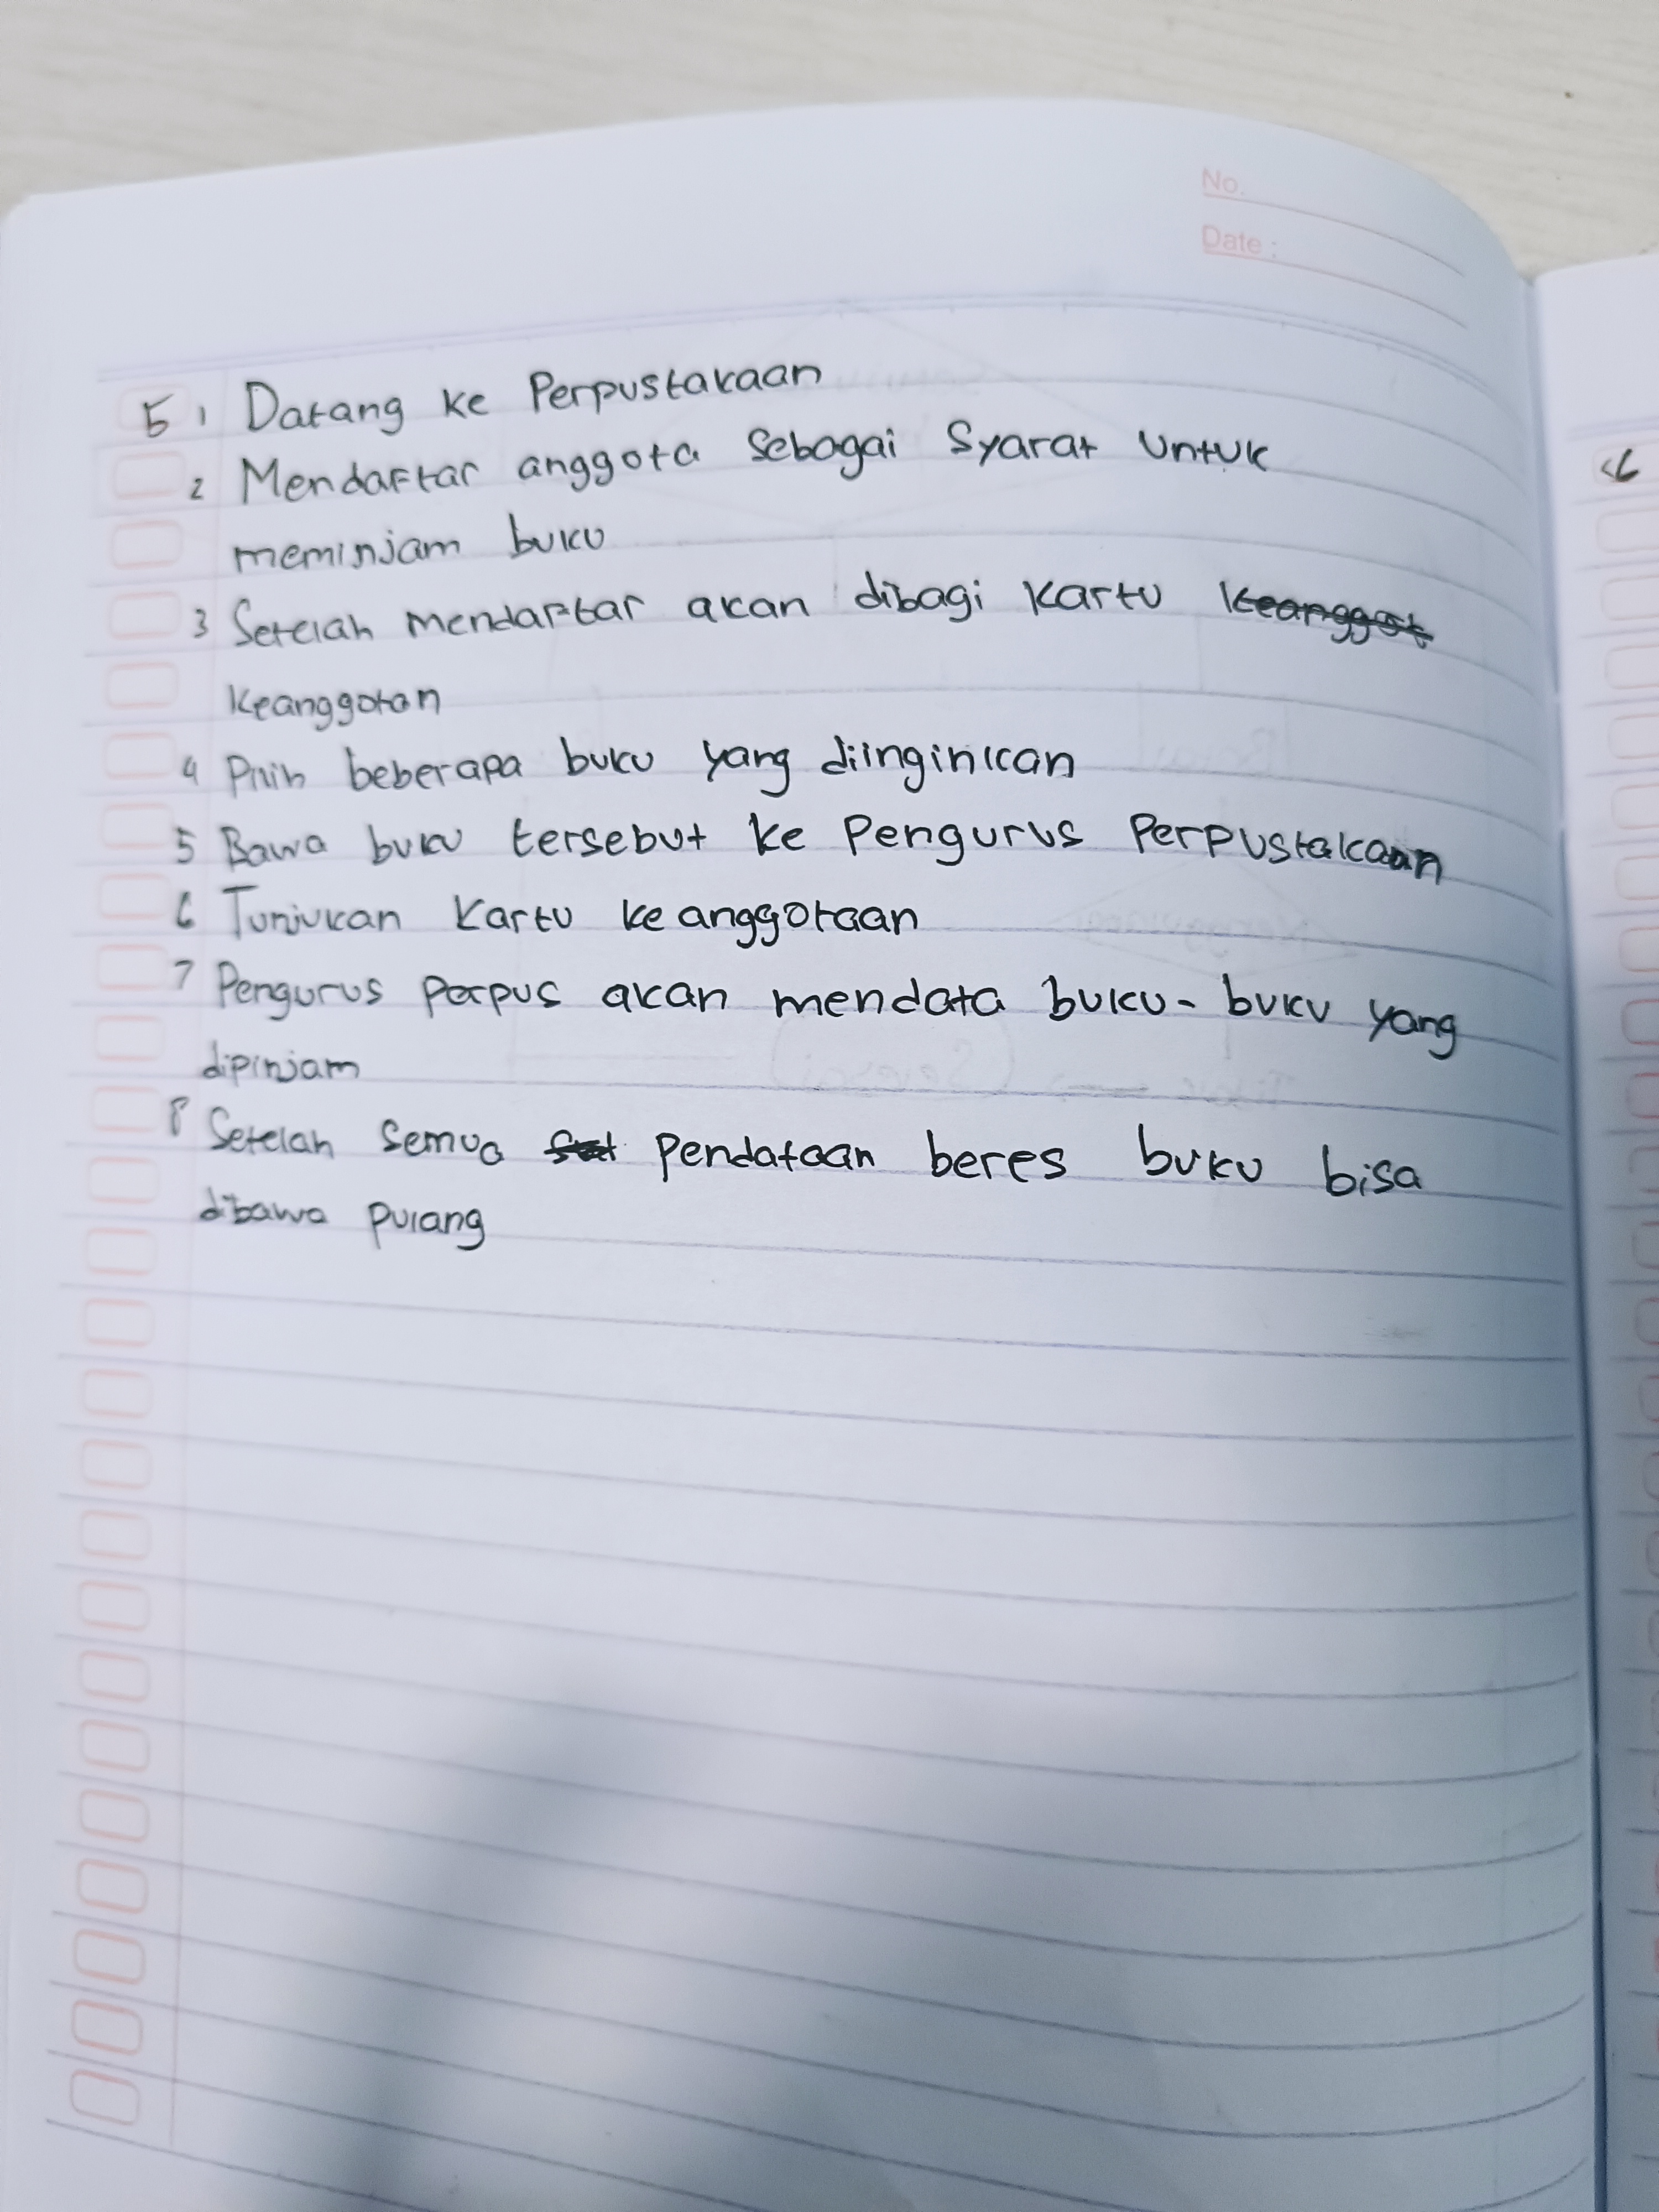 No.
Date :
5 1 Datang ke Perpustakaan
2 Mendaftar anggota Sebagai Syarat Untuk
meminjam buku
3 Setelah mendaftar akan dibagi Kartu keanggot
keanggotan
4 Pilih beberapa buku yang diinginkan
5 Bawa buku tersebut ke Pengurus Perpustakaan
6 Tunjukan Kartu keanggotaan
7 Pengurus perpus akan mendata buku-buku yang
dipinjam
8 Setelah Semua pendataan beres buku bisa
dibawa pulang
6